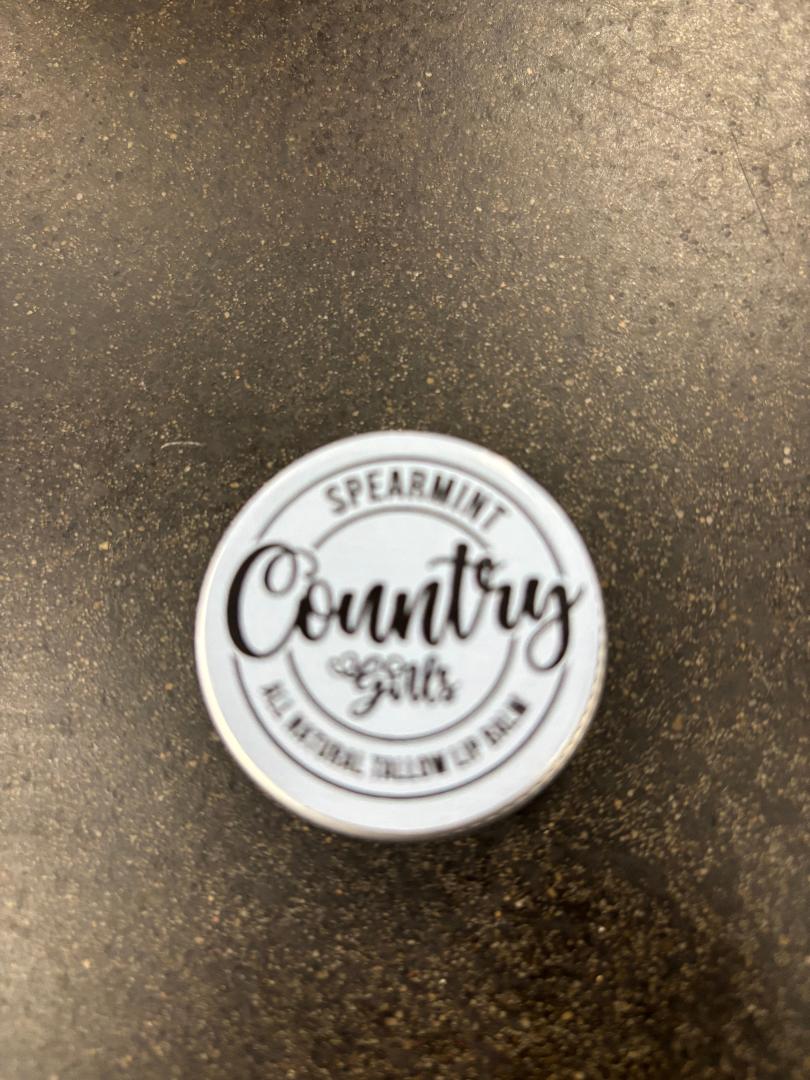 SPEARMINT
Country
Girls
ALL NATURAL TALLOW LIP BALM